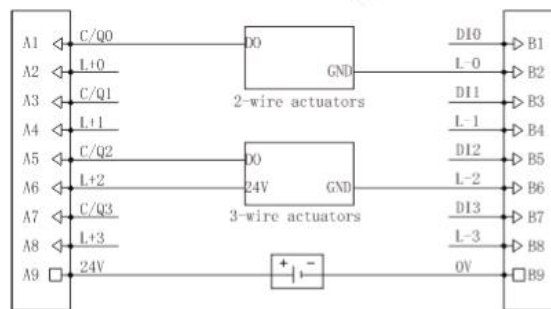 A1 C/Q0 DO DI0 B1
A2 L+0 GND L-0 B2
A3 C/Q1 2-wire actuators DI1 B3
A4 L+1 L-1 B4
A5 C/Q2 DO DI2 B5
A6 L+2 24V GND L-2 B6
A7 C/Q3 3-wire actuators DI3 B7
A8 L+3 L-3 B8
A9 24V + - 0V B9